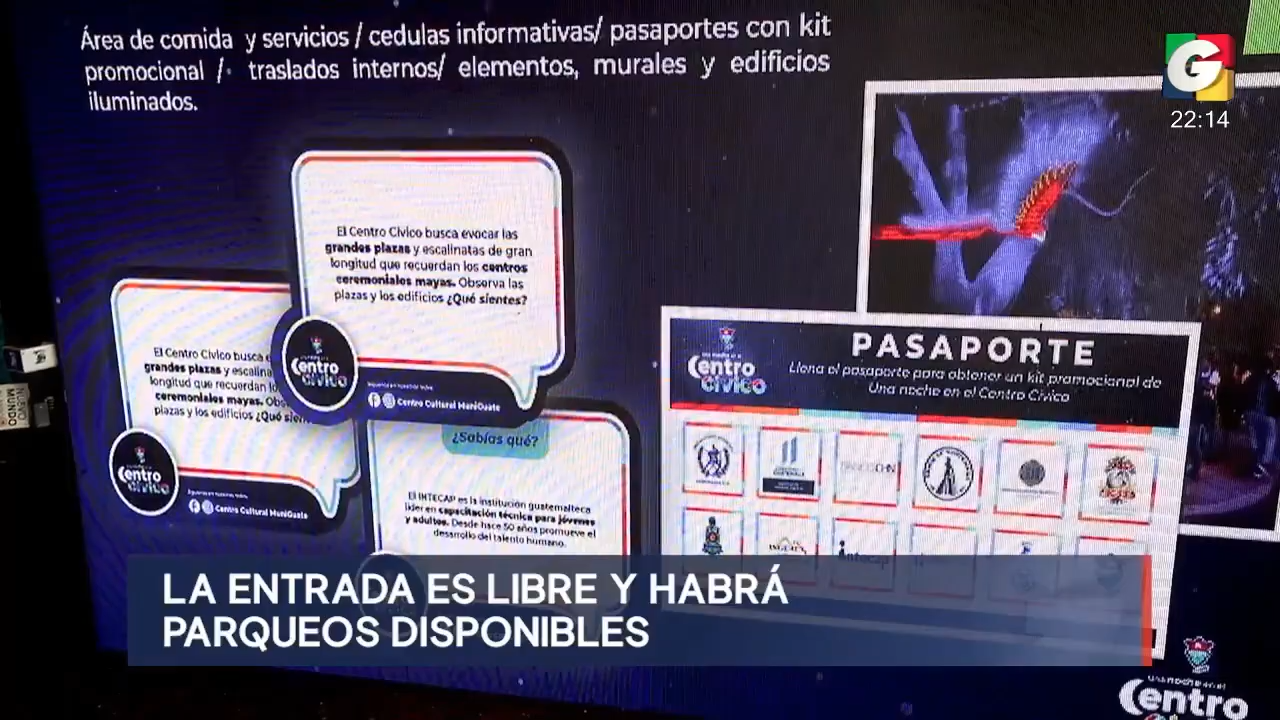 Área de comida y servicios / cedulas informativas/ pasaportes con kit
promocional /· traslados internos/ elementos, murales y edificios
iluminados.
G
22:14
El Centro Cívico busca evocar las
grandes plazas y escalinatas de gran
longitud que recuerdan los centros
ceremoniales mayas. Observa las
plazas y los edificios ¿Qué sientes?
Centro
cívico
Centro Cultural MuniGuate
El Centro Cívico busca
grandes plazas y escalina
longitud que recuerdan lo
ceremoniales mayas. Obs
plazas y los edificios ¿Qué sien
Centro
cívico
Centro Cultural MuniGuate
¿Sabías qué?
El INTECAP es la institución guatemalteca
líder en capacitación técnica para jóvenes
y adultos. Desde hace 50 años promueve el
desarrollo del talento humano.
PASAPORTE
Llena el pasaporte para obtener un kit promocional de
Una noche en el Centro Cívico
Centro
cívico
CHN
intecap
NUEVO
MUNDO
LA ENTRADA ES LIBRE Y HABRÁ
PARQUEOS DISPONIBLES
Centro